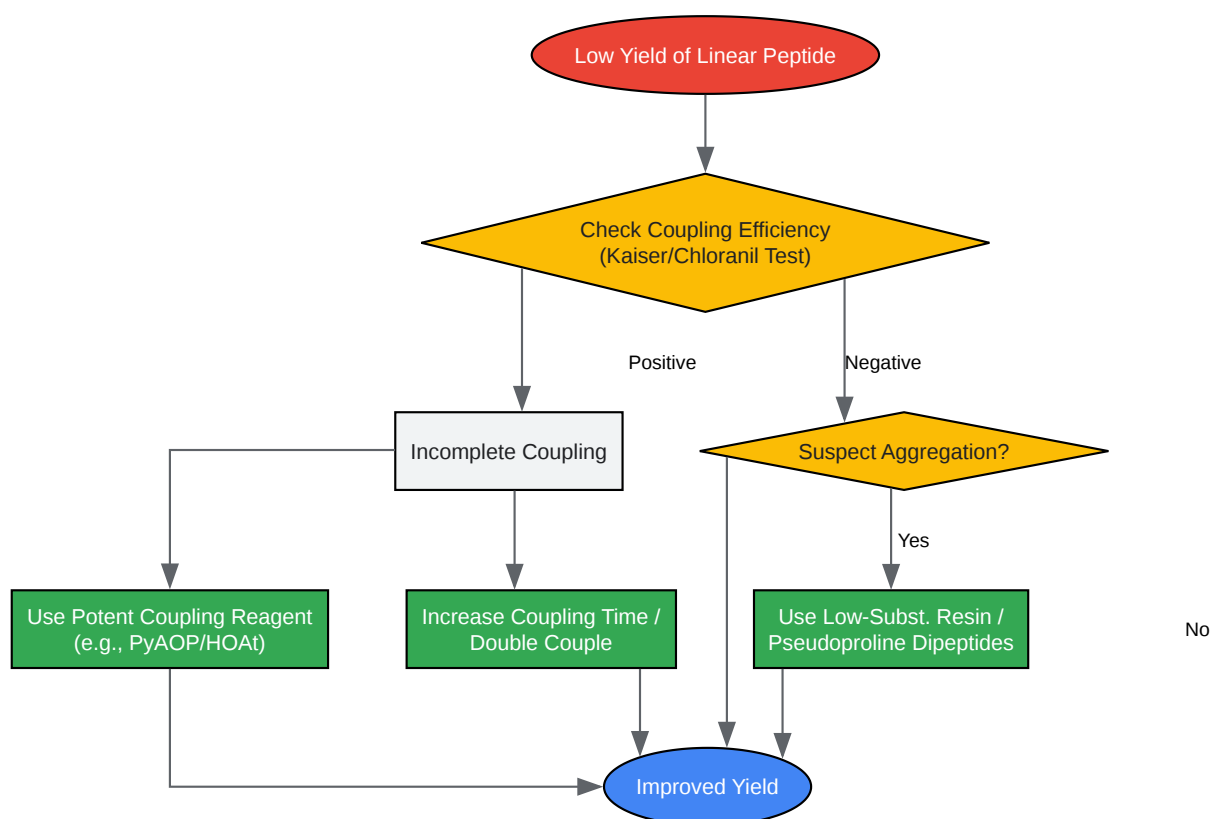 Low Yield of Linear Peptide
Check Coupling Efficiency
(Kaiser/Chloranil Test)
Positive
Negative
Incomplete Coupling
Suspect Aggregation?
Yes
Use Potent Coupling Reagent
(e.g., PyAOP/HOAt)
Increase Coupling Time /
Double Couple
Use Low-Subst. Resin /
Pseudoproline Dipeptides
No
Improved Yield